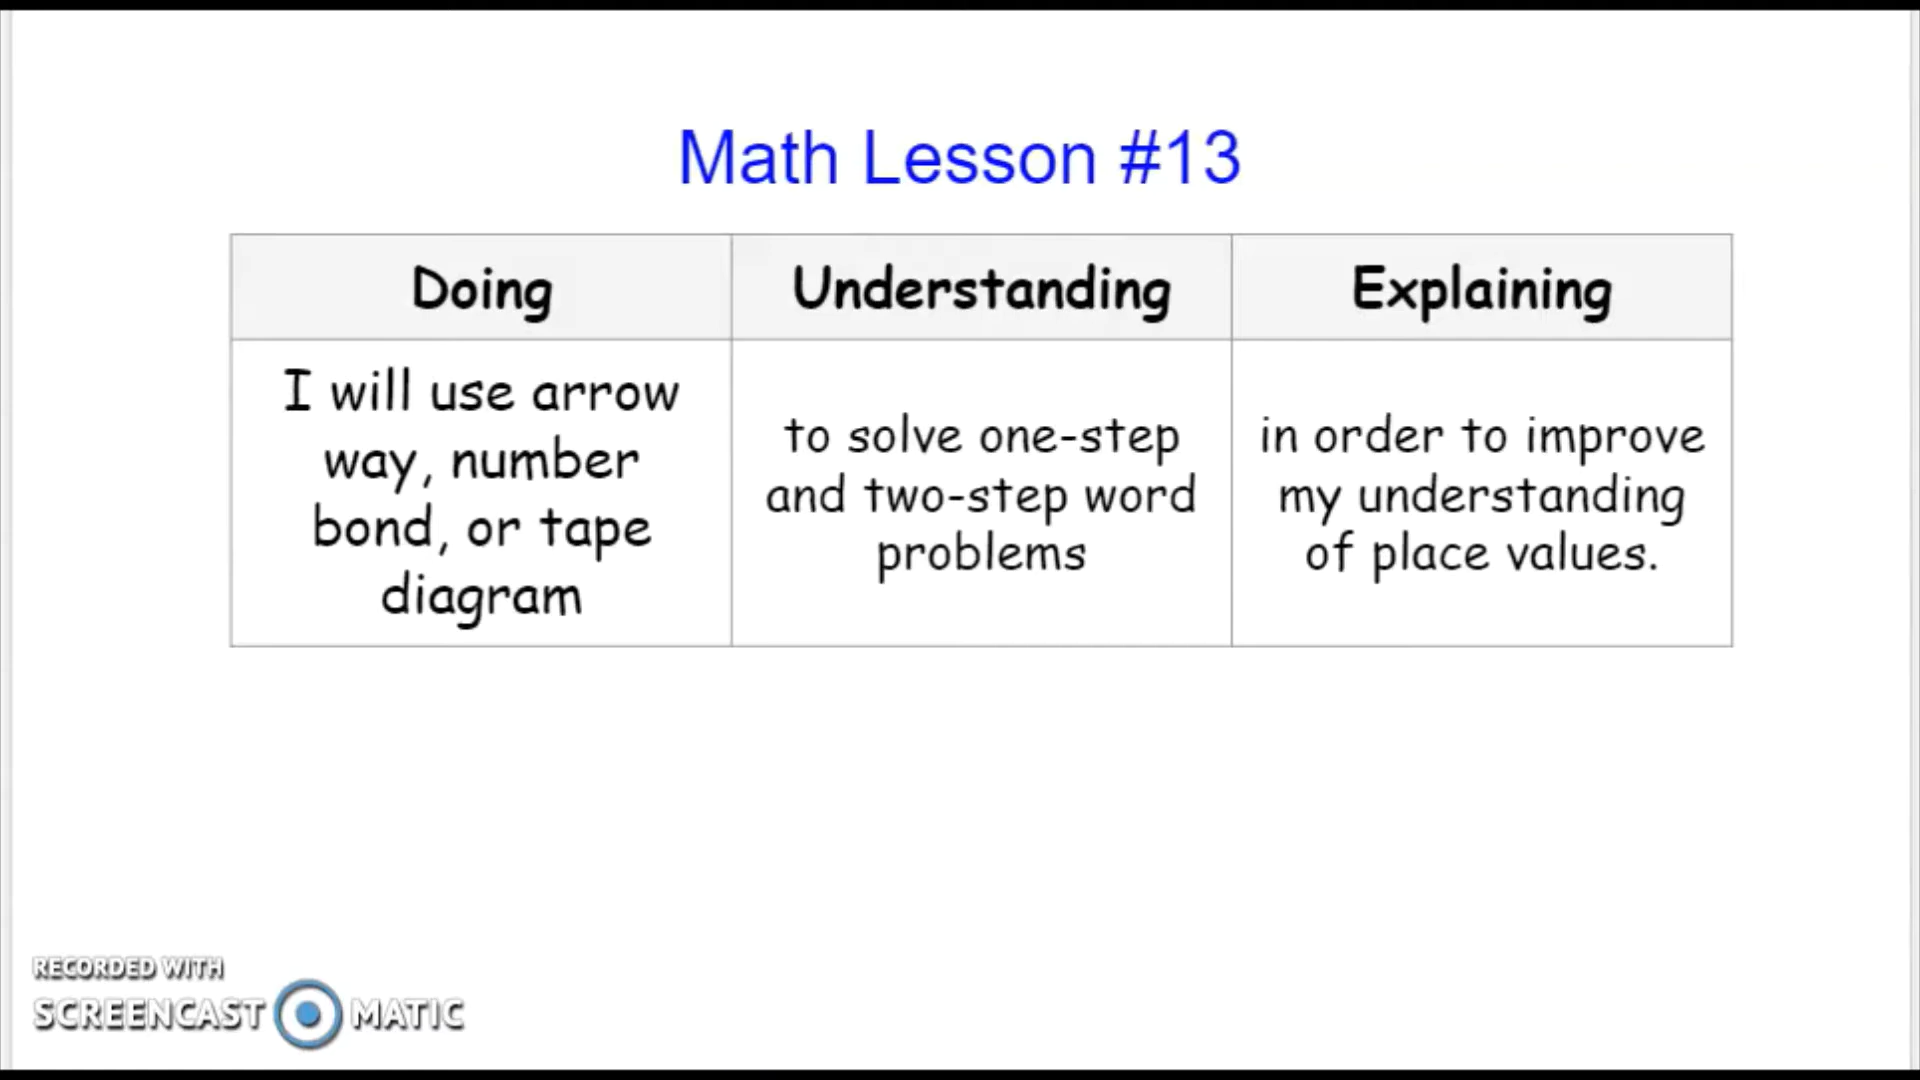 Math Lesson #13
Doing
Understanding
Explaining
I will use arrow
way, number
bond, or tape
diagram
to solve one-step
and two-step word
problems
in order to improve
my understanding
of place values.
RECORDED WITH
SCREENCAST MATIC